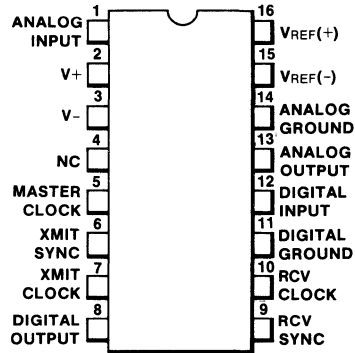 1 16
ANALOG
INPUT
VREF(+)
2 15
V+
VREF(-)
3 14
V-
ANALOG
GROUND
4 13
NC
ANALOG
OUTPUT
5 12
MASTER
CLOCK
DIGITAL
INPUT
6 11
XMIT
SYNC
DIGITAL
GROUND
7 10
XMIT
CLOCK
RCV
CLOCK
8 9
DIGITAL
OUTPUT
RCV
SYNC